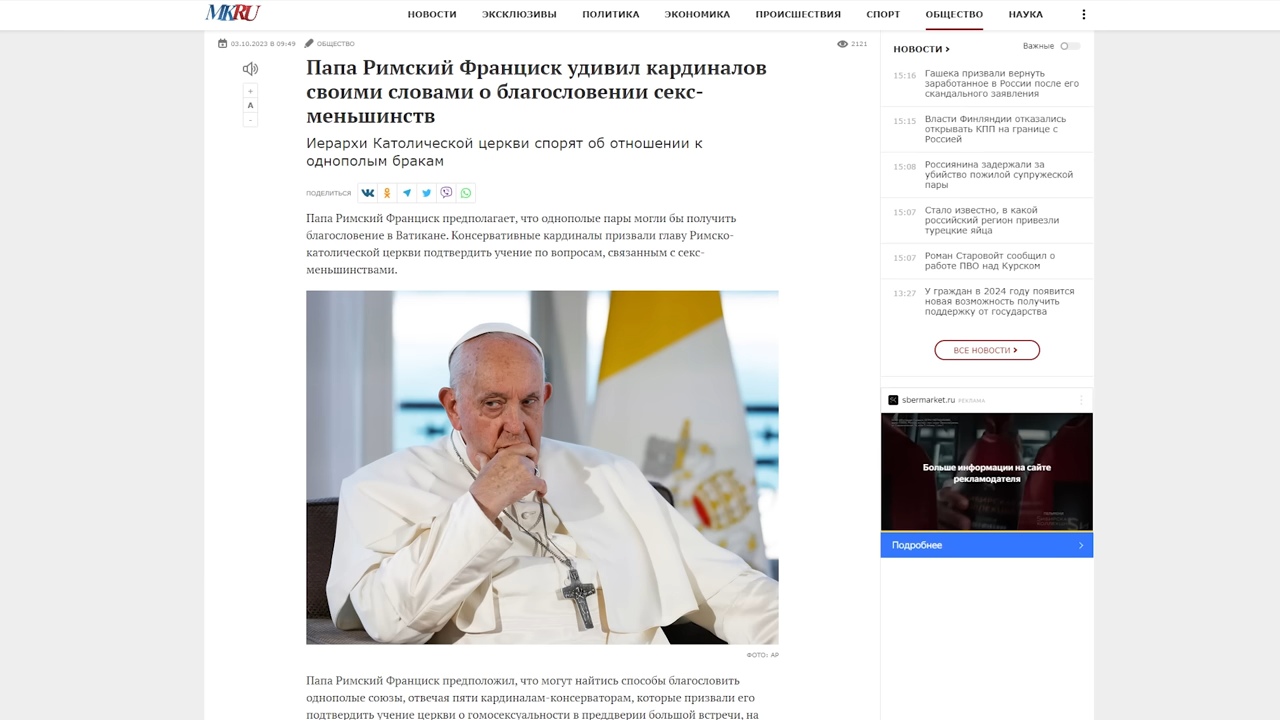 MKRU
НОВОСТИ ЭКСКЛЮЗИВЫ ПОЛИТИКА ЭКОНОМИКА ПРОИСШЕСТВИЯ СПОРТ ОБЩЕСТВО НАУКА
03.10.2023 В 09:49 ОБЩЕСТВО 2121
+
A
-
Папа Римский Франциск удивил кардиналов
своими словами о благословении секс-
меньшинств
Иерархи Католической церкви спорят об отношении к
однополым бракам
ПОДЕЛИТЬСЯ
Папа Римский Франциск предполагает, что однополые пары могли бы получить
благословение в Ватикане. Консервативные кардиналы призвали главу Римско-
католической церкви подтвердить учение по вопросам, связанным с секс-
меньшинствами.
ФОТО: AP
Папа Римский Франциск предположил, что могут найтись способы благословить
однополые союзы, отвечая пяти кардиналам-консерваторам, которые призвали его
подтвердить учение церкви о гомосексуальности в преддверии большой встречи, на
НОВОСТИ
Важные
15:16 Гашека призвали вернуть
заработанное в России после его
скандального заявления
15:15 Власти Финляндии отказались
открывать КПП на границе с
Россией
15:08 Россиянина задержали за
убийство пожилой супружеской
пары
15:07 Стало известно, в какой
российский регион привезли
турецкие яйца
15:07 Роман Старовойт сообщил о
работе ПВО над Курском
13:27 У граждан в 2024 году появится
новая возможность получить
поддержку от государства
ВСЕ НОВОСТИ
sbermarket.ru РЕКЛАМА
Больше информации на сайте
рекламодателя
Подробнее